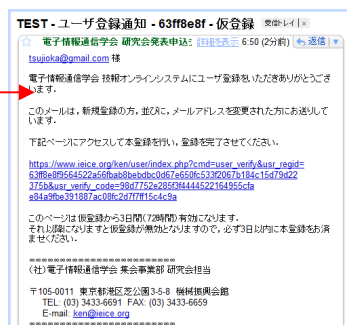 TEST - ユーザ登録通知 - 63ff8e8f - 仮登録 受信トレイ | ×
☆ 電子情報通信学会 研究会発表申込: 詳細を表示 6:50 (2分前) 返信 ▼
tsujioka@gmail.com 様
電子情報通信学会 技報オンラインシステムにユーザ登録をいただきありがとうござ
います.
このメールは，新規登録の方，並びに，メールアドレスを変更された方にお送りして
います.
下記ページにアクセスして本登録を行い，登録を完了させてください.
https://www.ieice.org/ken/user/index.php?cmd=user_verify&usr_regid=
63ff8e8f9564522a56fbab8bebdbc0d67e650fc533f2067b184c15d79d22
375b&usr_verify_code=98d7752e285f3f4444522164955cfa
e84a9fbe391887ac08fc2d7f7ff15c4c9a
このページは仮登録から3日間(72時間)有効になります.
それ以降になりますと仮登録が無効となりますので，必ず3日以内に本登録をお済
ませください.
(社)電子情報通信学会 集会事業部 研究会担当
〒105-0011 東京都港区芝公園3-5-8 機械振興会館
TEL: (03) 3433-6691 FAX: (03) 3433-6659
E-mail: ken@ieice.org